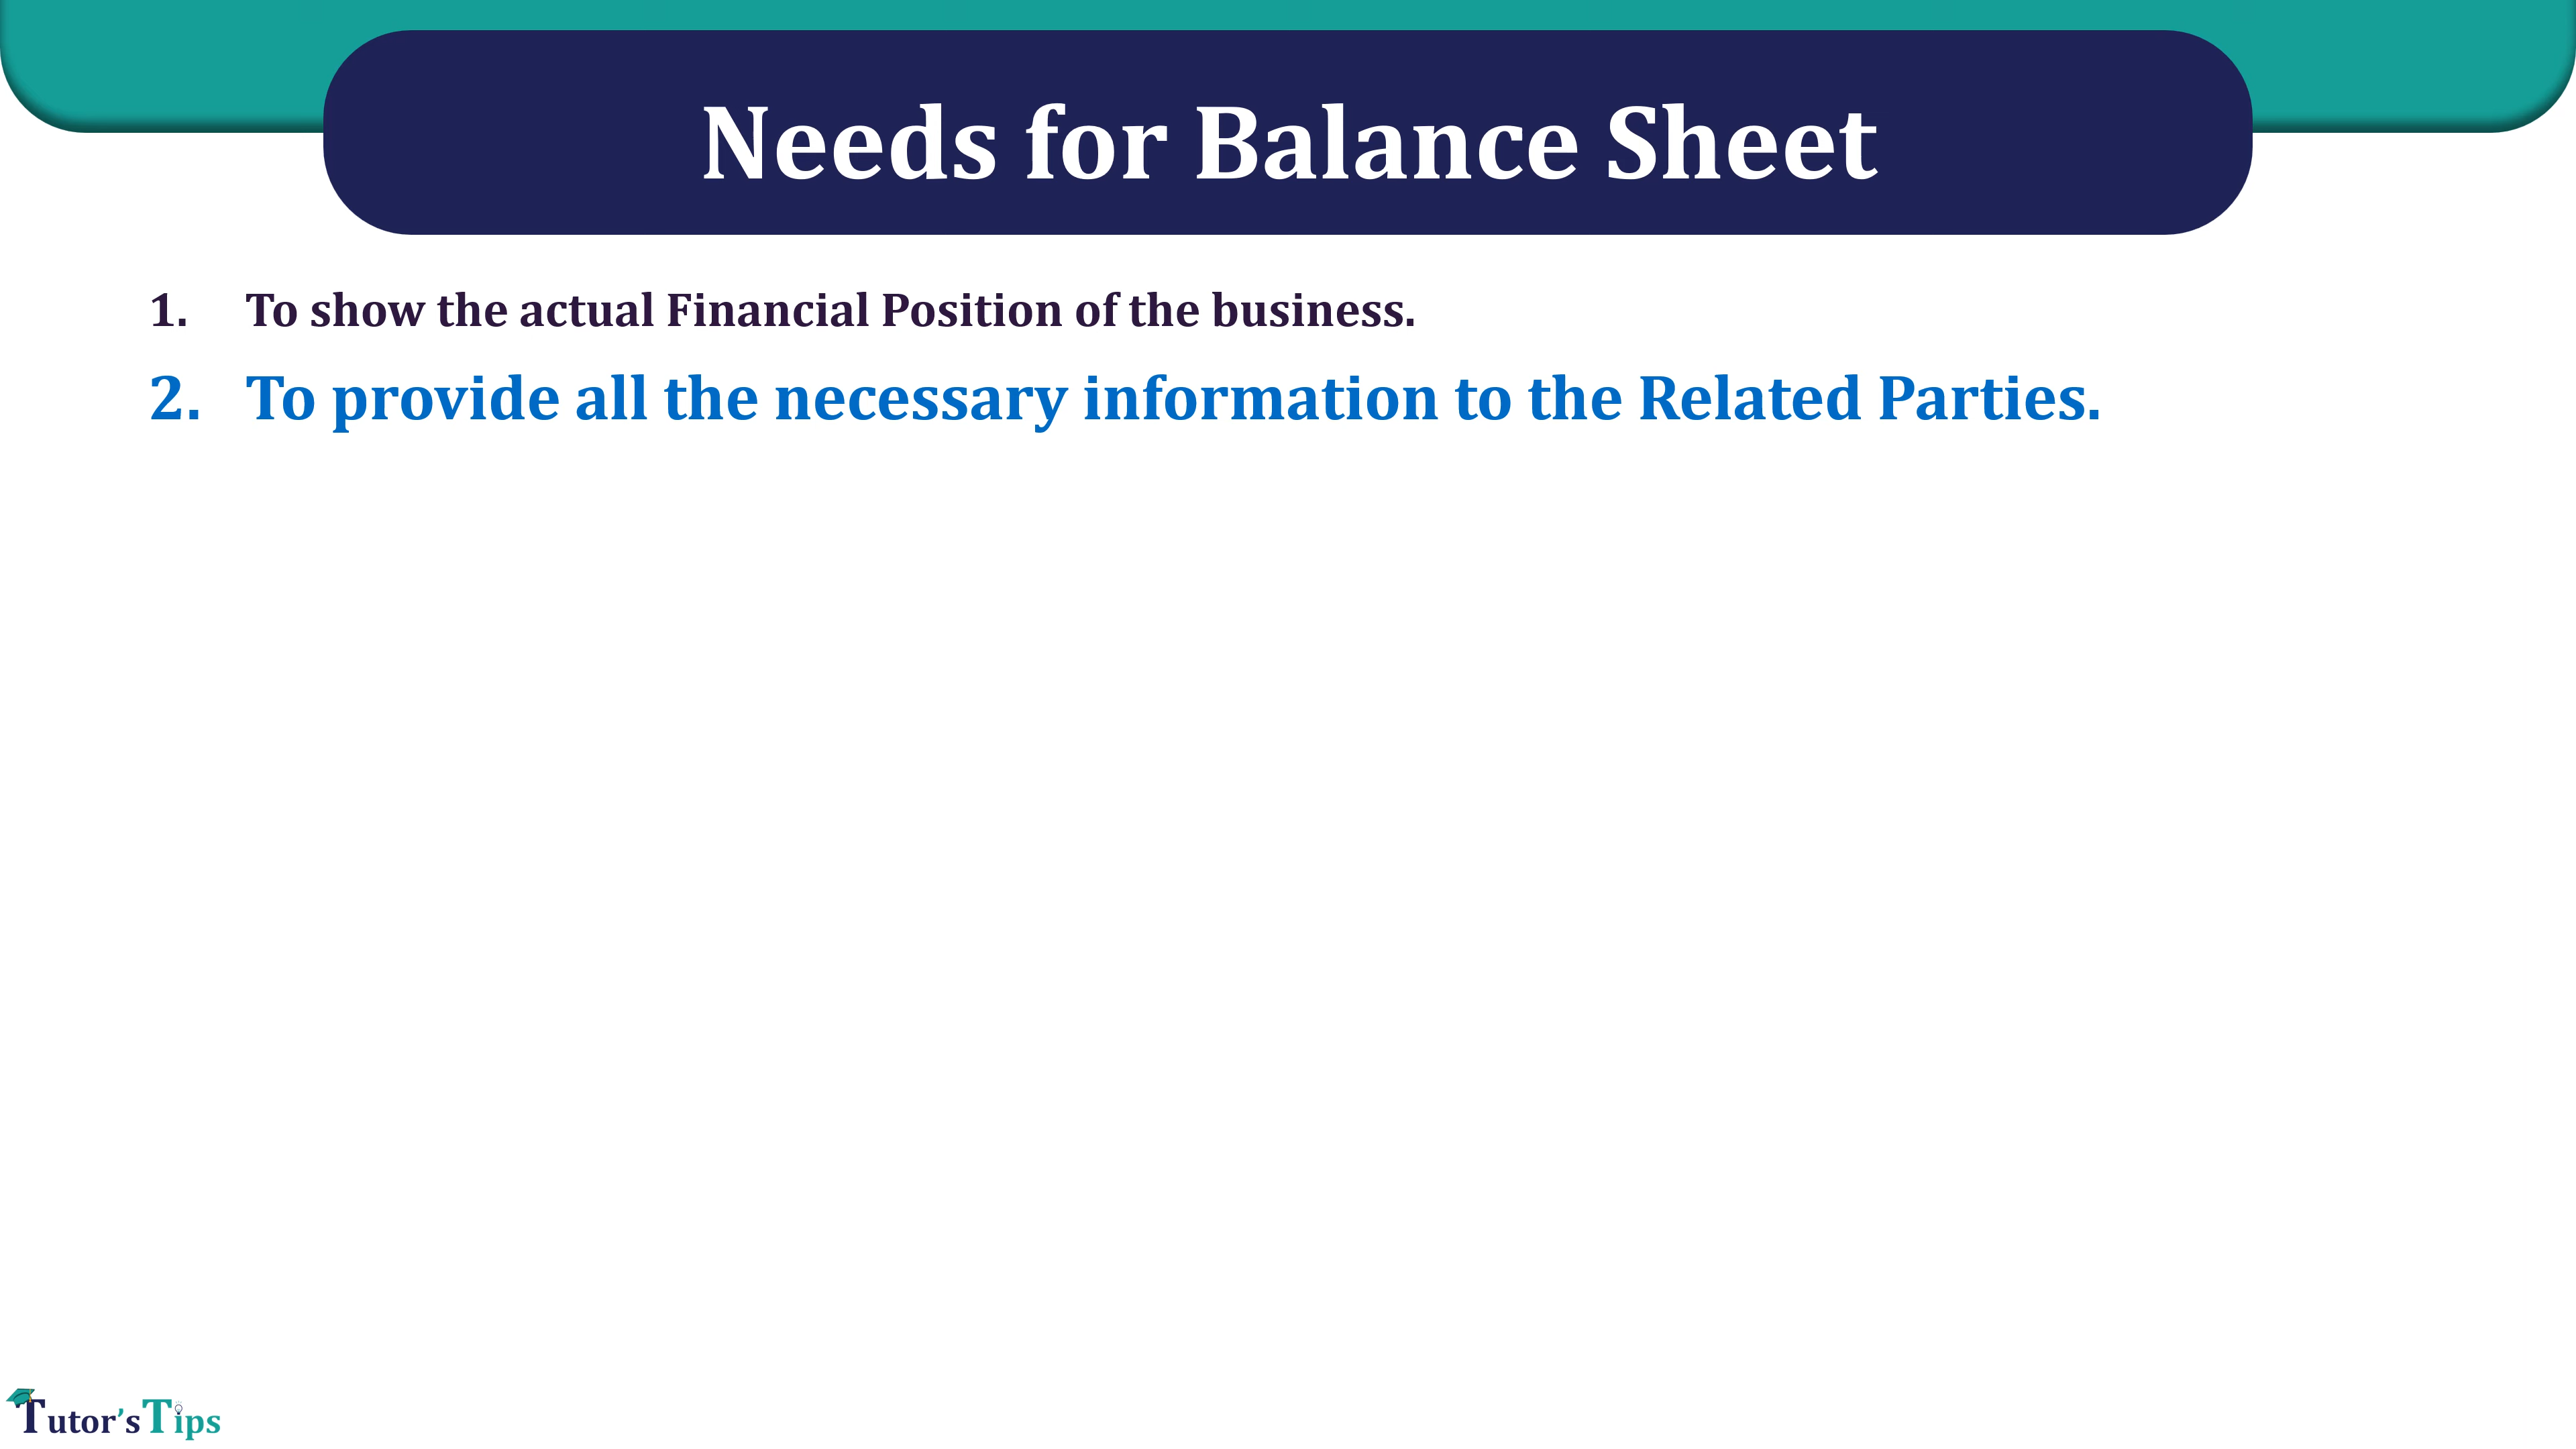 Needs for Balance Sheet
1. To show the actual Financial Position of the business.
2. To provide all the necessary information to the Related Parties.
Tutor’sTips